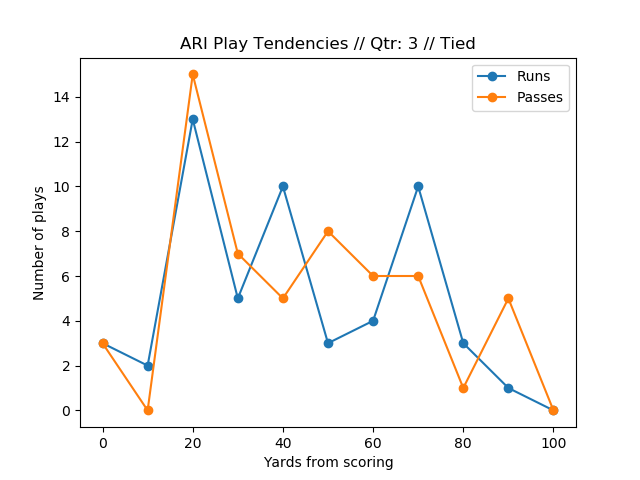 ARI Play Tendencies // Qtr: 3 // Tied
Runs
Passes
Number of plays
14
12
10
8
6
4
2
0
0 20 40 60 80 100
Yards from scoring